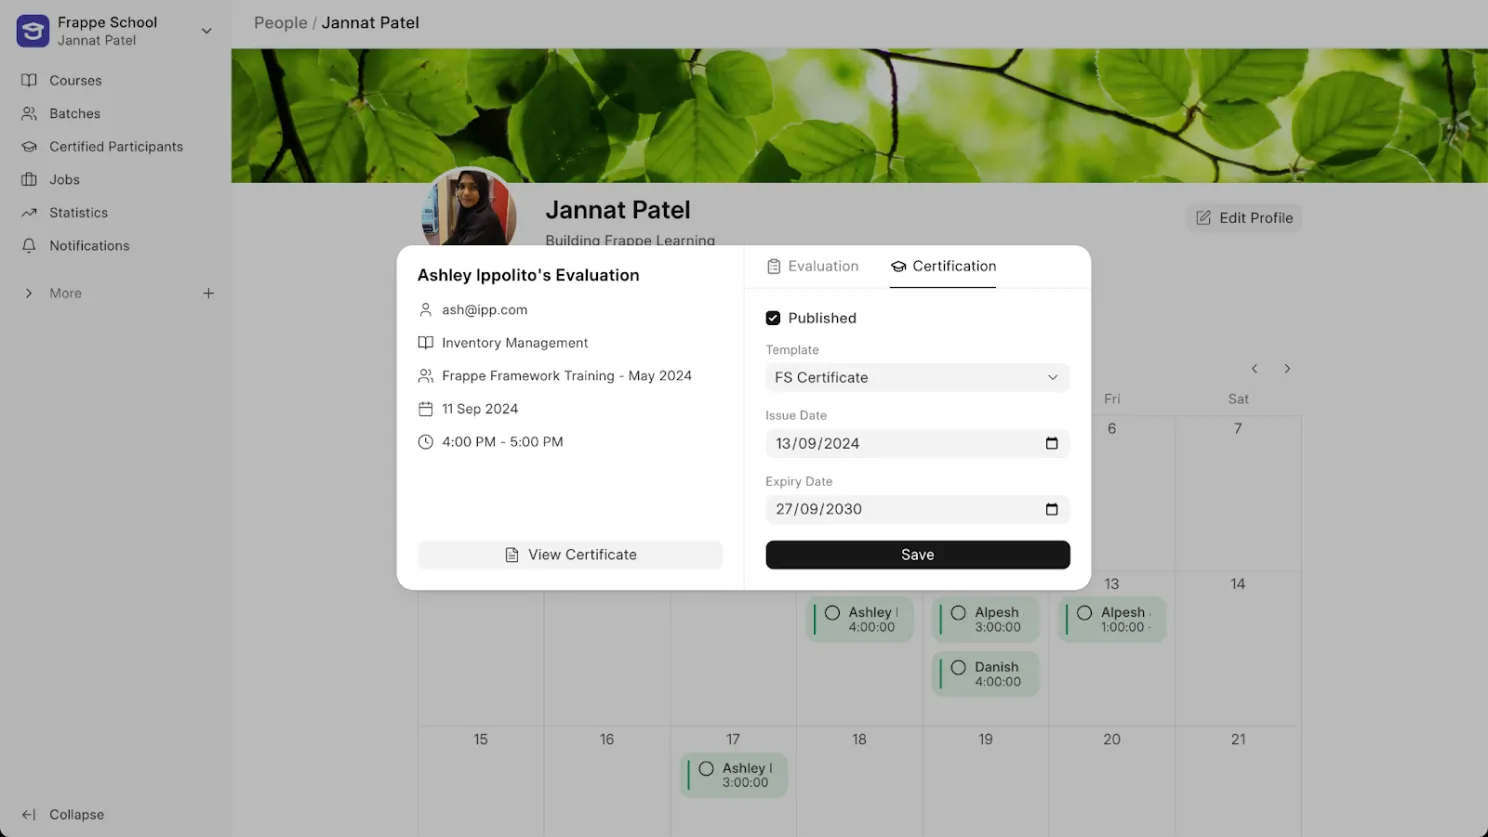 Frappe School
Jannat Patel
Courses
Batches
Certified Participants
Jobs
Statistics
Notifications
More
Collapse
People / Jannat Patel
Jannat Patel
Building Frappe Learning
Edit Profile
Ashley Ippolito's Evaluation
ash@ipp.com
Inventory Management
Frappe Framework Training - May 2024
11 Sep 2024
4:00 PM - 5:00 PM
View Certificate
Evaluation
Certification
Published
Template
FS Certificate
Issue Date
13/09/2024
Expiry Date
27/09/2030
Save
Fri
Sat
6
7
13
14
Ashley I
4:00:00
Alpesh
3:00:00
Alpesh
1:00:00 -
Danish
4:00:00
15
16
17
18
19
20
21
Ashley I
3:00:00